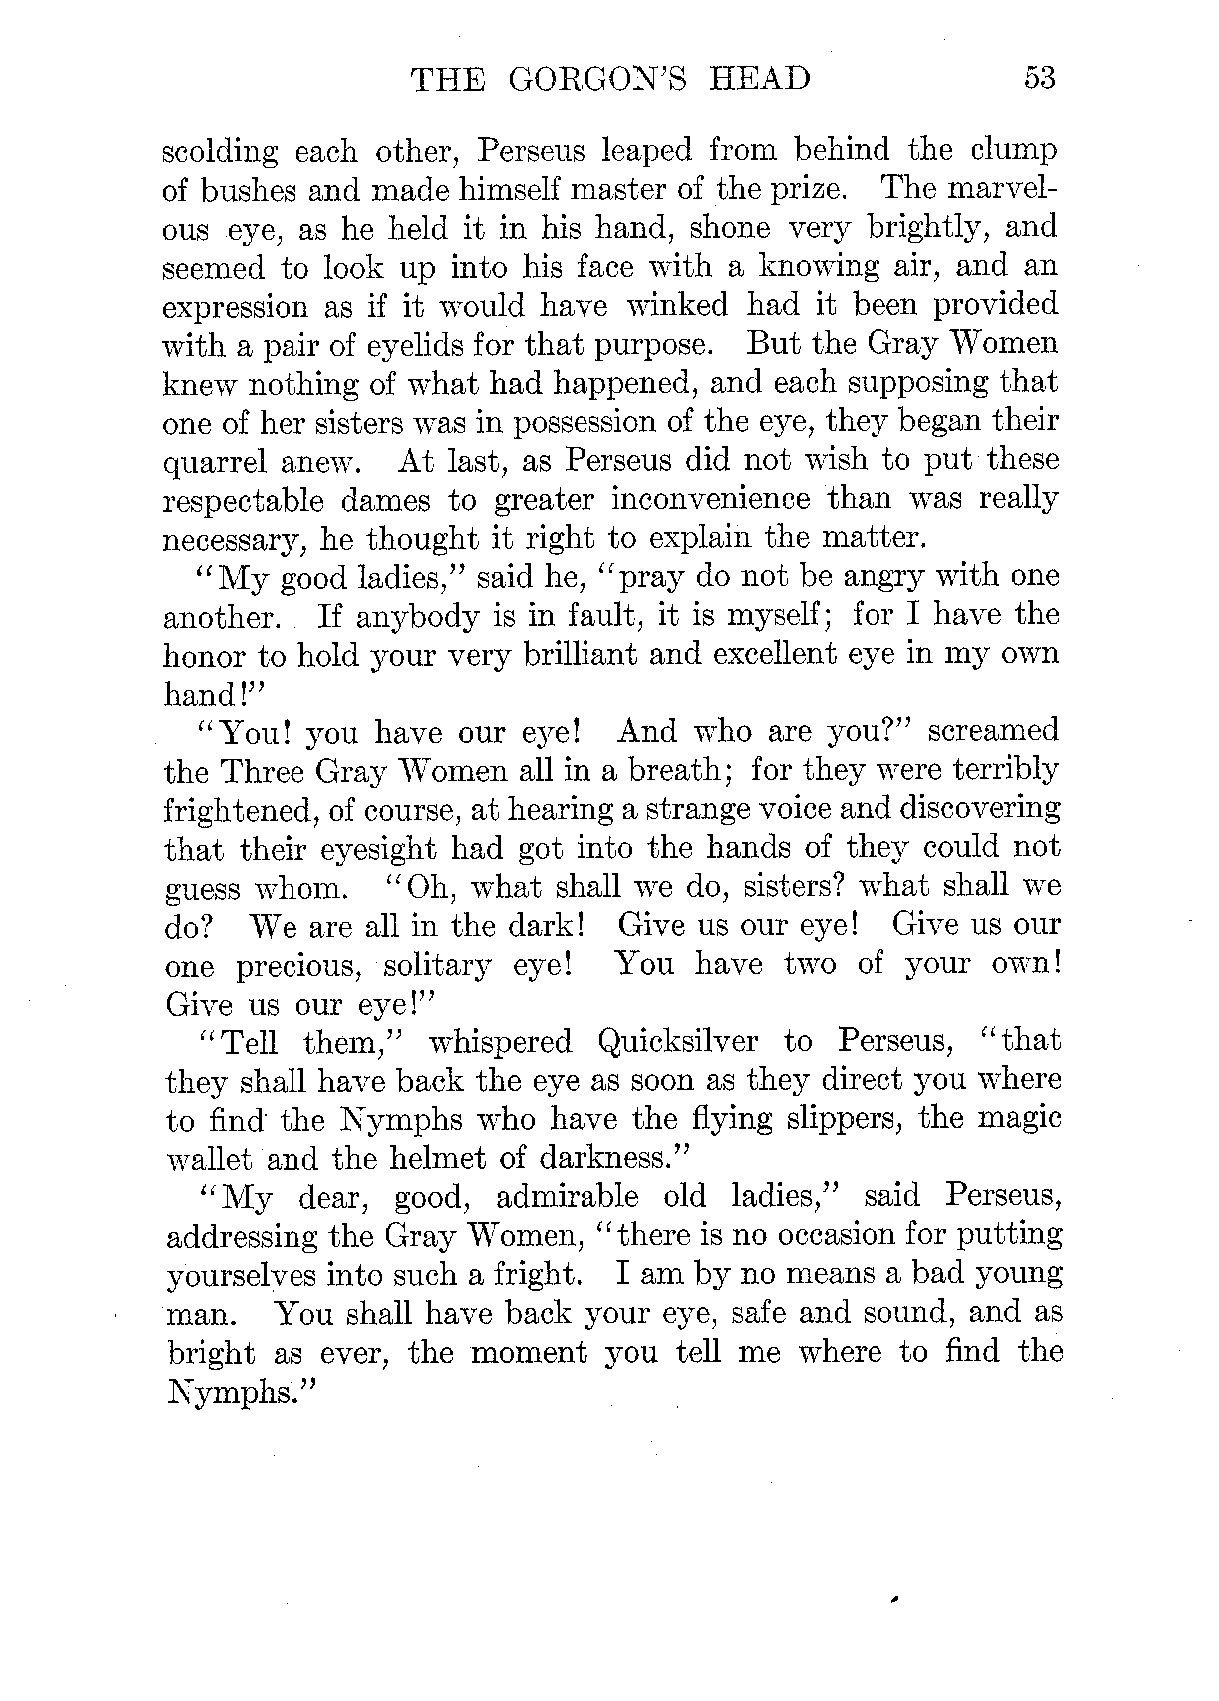 THE GORGON'S HEAD 53
scolding each other, Perseus leaped from behind the clump
of bushes and made himself master of the prize. The marvel-
ous eye, as he held it in his hand, shone very brightly, and
seemed to look up into his face with a knowing air, and an
expression as if it would have winked had it been provided
with a pair of eyelids for that purpose. But the Gray Women
knew nothing of what had happened, and each supposing that
one of her sisters was in possession of the eye, they began their
quarrel anew. At last, as Perseus did not wish to put these
respectable dames to greater inconvenience than was really
necessary, he thought it right to explain the matter.
"My good ladies," said he, "pray do not be angry with one
another. If anybody is in fault, it is myself; for I have the
honor to hold your very brilliant and excellent eye in my own
hand!"
"You! you have our eye! And who are you?" screamed
the Three Gray Women all in a breath; for they were terribly
frightened, of course, at hearing a strange voice and discovering
that their eyesight had got into the hands of they could not
guess whom. "Oh, what shall we do, sisters? what shall we
do? We are all in the dark! Give us our eye! Give us our
one precious, solitary eye! You have two of your own!
Give us our eye!"
"Tell them," whispered Quicksilver to Perseus, "that
they shall have back the eye as soon as they direct you where
to find the Nymphs who have the flying slippers, the magic
wallet and the helmet of darkness."
"My dear, good, admirable old ladies," said Perseus,
addressing the Gray Women, "there is no occasion for putting
yourselves into such a fright. I am by no means a bad young
man. You shall have back your eye, safe and sound, and as
bright as ever, the moment you tell me where to find the
Nymphs."